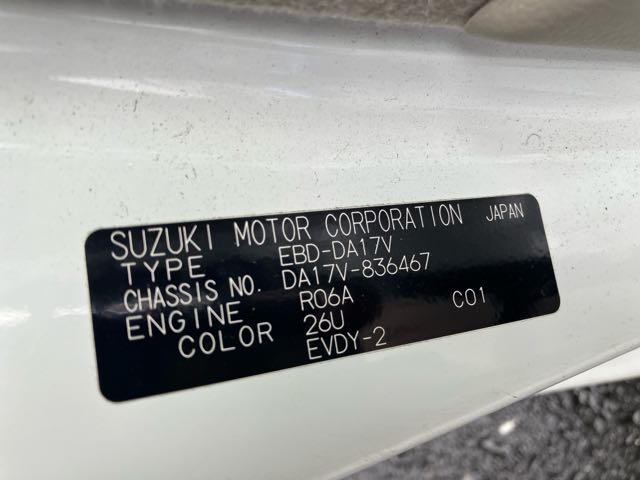 SUZUKI MOTOR CORPORATION JAPAN
TYPE EBD-DA17V
CHASSIS NO. DA17V-836467
ENGINE R06A C01
COLOR 26U
EVDY-2